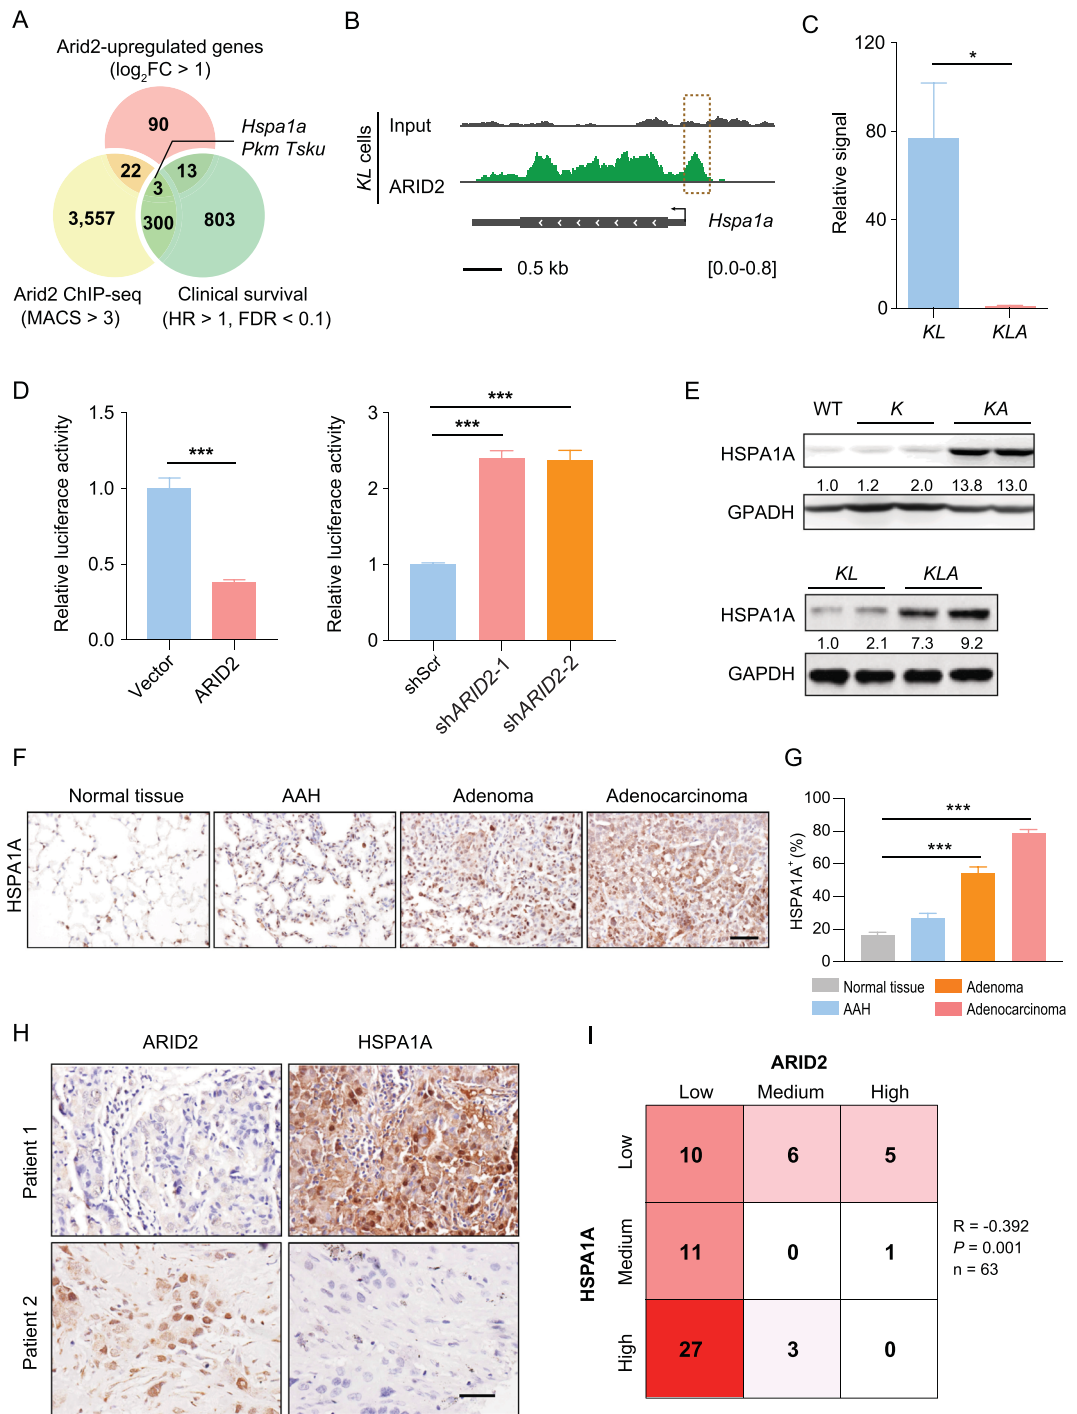 A
Arid2-upregulated genes
(log2FC > 1)
90
Hspa1a
Pkm Tsku
22
13
3
3,557
300
803
Arid2 ChIP-seq
(MACS > 3)
Clinical survival
(HR > 1, FDR < 0.1)
B
KL cells
Input
ARID2
Hspa1a
0.5 kb
[0.0-0.8]
C
Relative signal
120
80
40
0
*
KL
KLA
D
Relative luciferace activity
1.5
1.0
0.5
0.0
***
Vector
ARID2
Relative luciferace activity
3
2
1
0
***
***
shScr
shARID2-1
shARID2-2
E
WT K KA
HSPA1A
1.0 1.2 2.0 13.8 13.0
GPADH
KL KLA
HSPA1A
1.0 2.1 7.3 9.2
GAPDH
F
Normal tissue AAH Adenoma Adenocarcinoma
HSPA1A
G
HSPA1A+ (%)
100
80
60
40
20
0
***
***
Normal tissue
Adenoma
AAH
Adenocarcinoma
H
ARID2 HSPA1A
Patient 1
Patient 2
I
ARID2
Low Medium High
HSPA1A
Low
10 6 5
Medium
11 0 1
High
27 3 0
R = -0.392
P = 0.001
n = 63